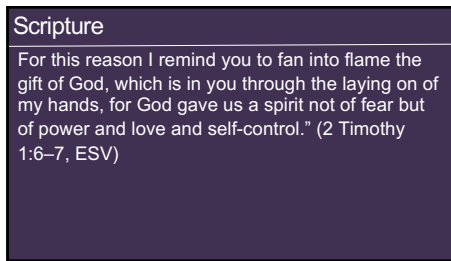 Scripture
For this reason I remind you to fan into flame the
gift of God, which is in you through the laying on of
my hands, for God gave us a spirit not of fear but
of power and love and self-control.” (2 Timothy
1:6–7, ESV)